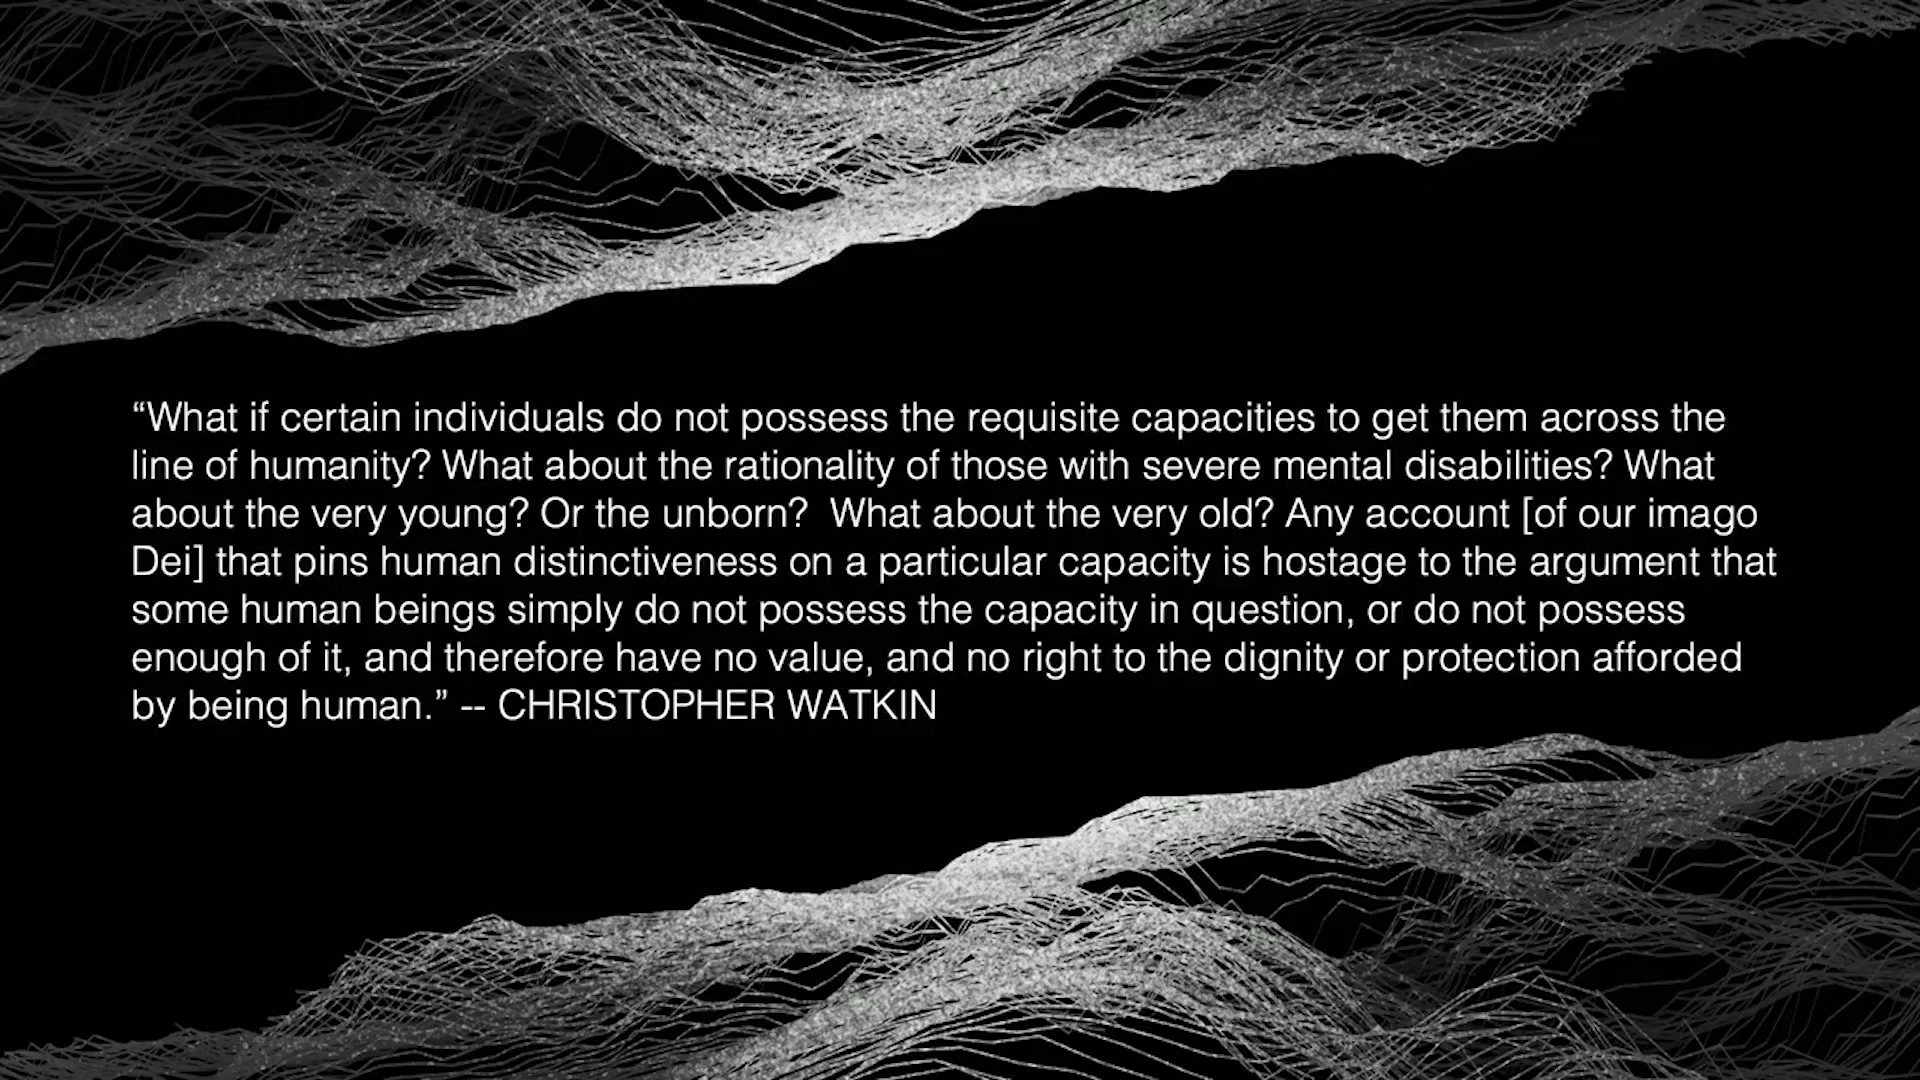 “What if certain individuals do not possess the requisite capacities to get them across the
line of humanity? What about the rationality of those with severe mental disabilities? What
about the very young? Or the unborn?  What about the very old? Any account [of our imago
Dei] that pins human distinctiveness on a particular capacity is hostage to the argument that
some human beings simply do not possess the capacity in question, or do not possess
enough of it, and therefore have no value, and no right to the dignity or protection afforded
by being human.” -- CHRISTOPHER WATKIN